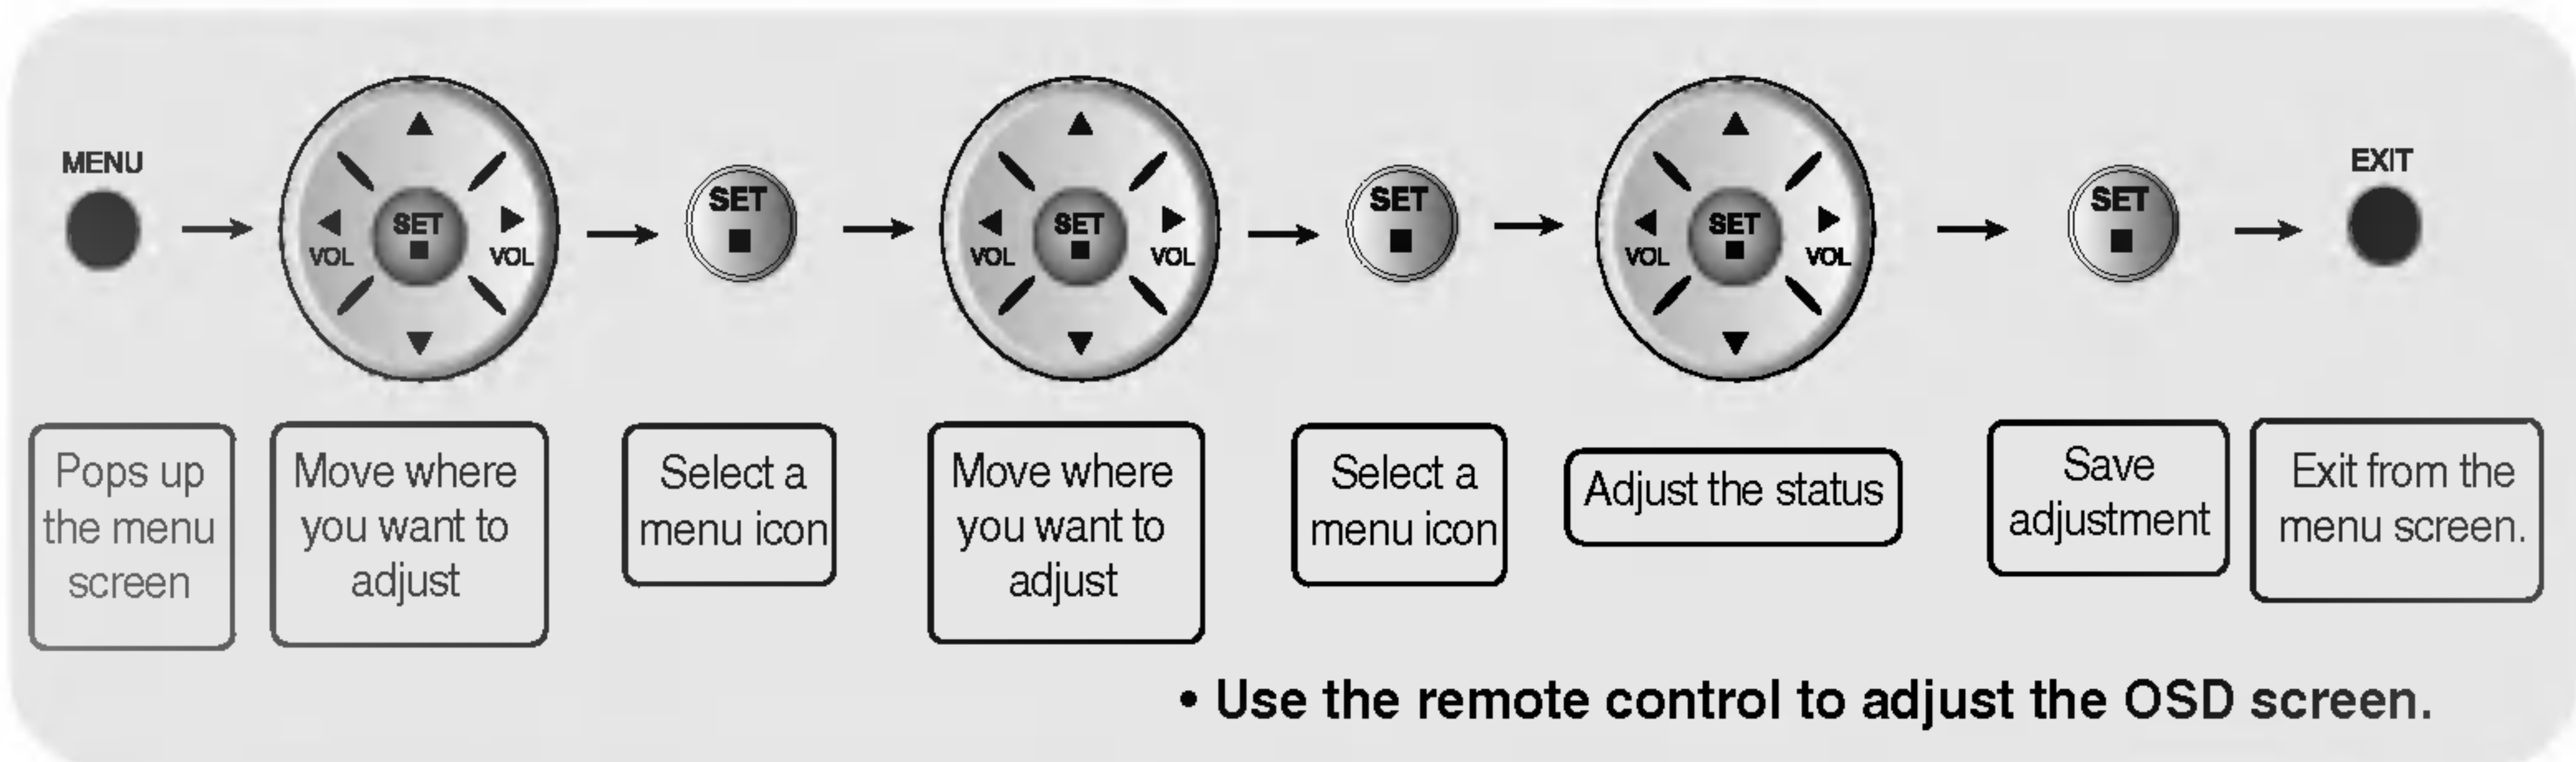 MENU
SET
VOL
VOL
SET
SET
VOL
VOL
SET
SET
VOL
VOL
SET
EXIT
Pops up
the menu
screen
Move where
you want to
adjust
Select a
menu icon
Move where
you want to
adjust
Select a
menu icon
Adjust the status
Save
adjustment
Exit from the
menu screen.
• Use the remote control to adjust the OSD screen.